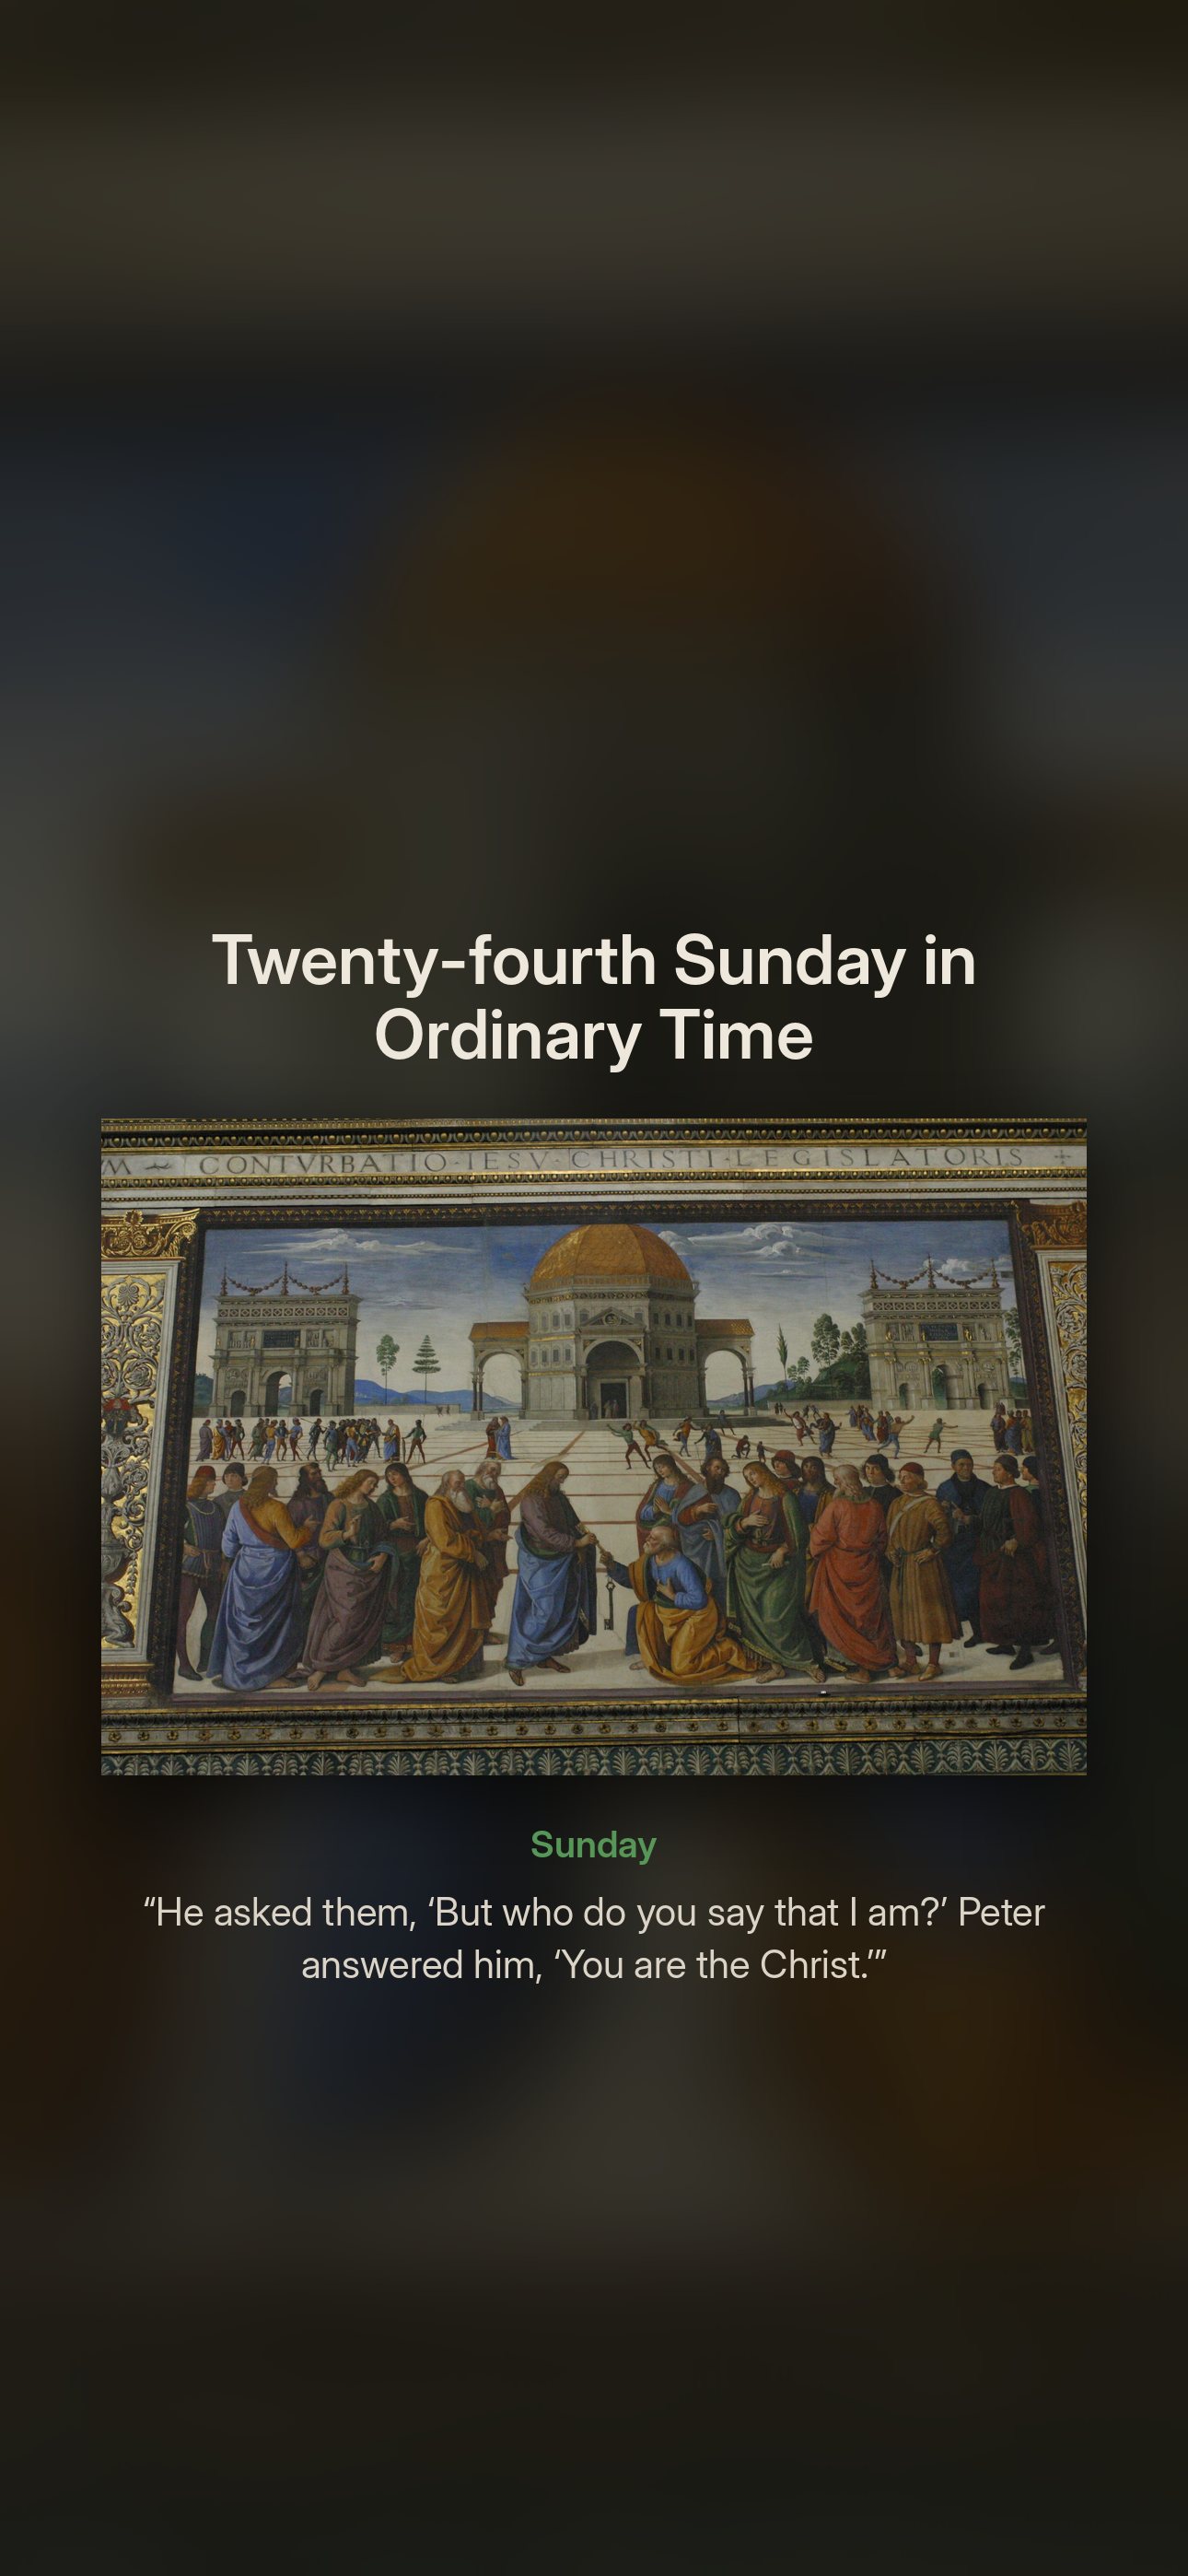 Twenty-fourth Sunday in
Ordinary Time
M CONTVRBATIO·IESV·CHRISTI·LEGISLATORIS
Sunday
“He asked them, ‘But who do you say that I am?’ Peter
answered him, ‘You are the Christ.’”